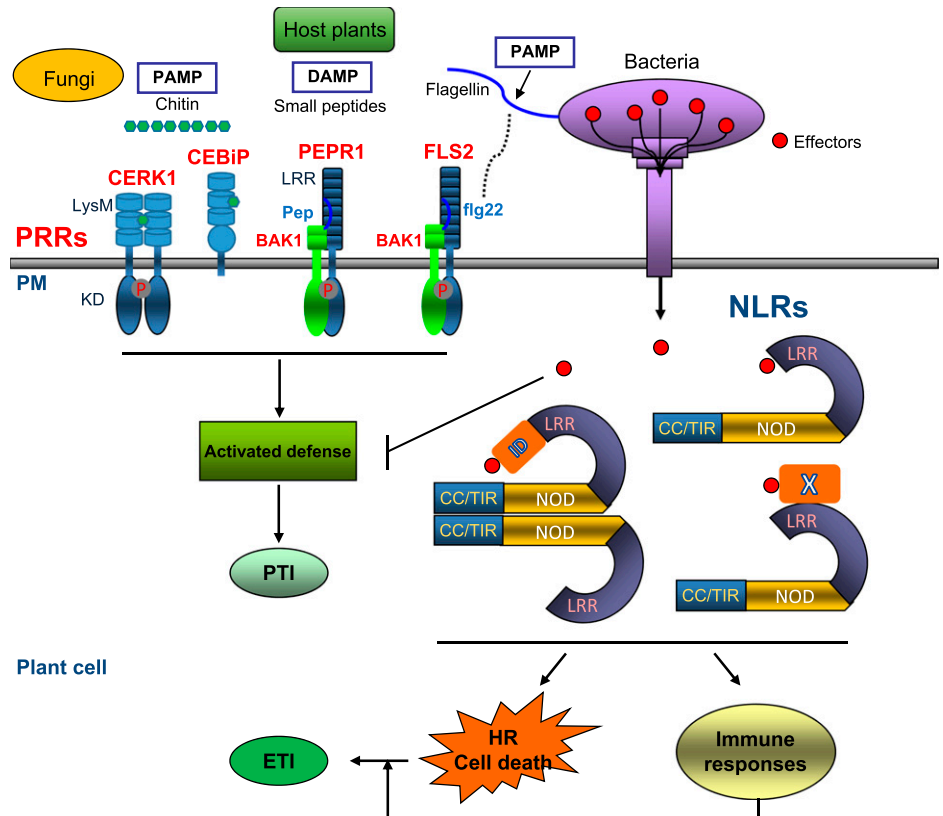 Host plants
Fungi
PAMP
Chitin
DAMP
Small peptides
PAMP
Flagellin
Bacteria
Effectors
CEBiP
CERK1
LysM
PEPR1
LRR
Pep
BAK1
FLS2
flg22
BAK1
PRRs
PM
KD
P
P
P
NLRs
LRR
CC/TIR
NOD
Activated defense
LRR
ID
CC/TIR
NOD
CC/TIR
NOD
LRR
X
LRR
CC/TIR
NOD
PTI
Plant cell
ETI
HR
Cell death
Immune
responses